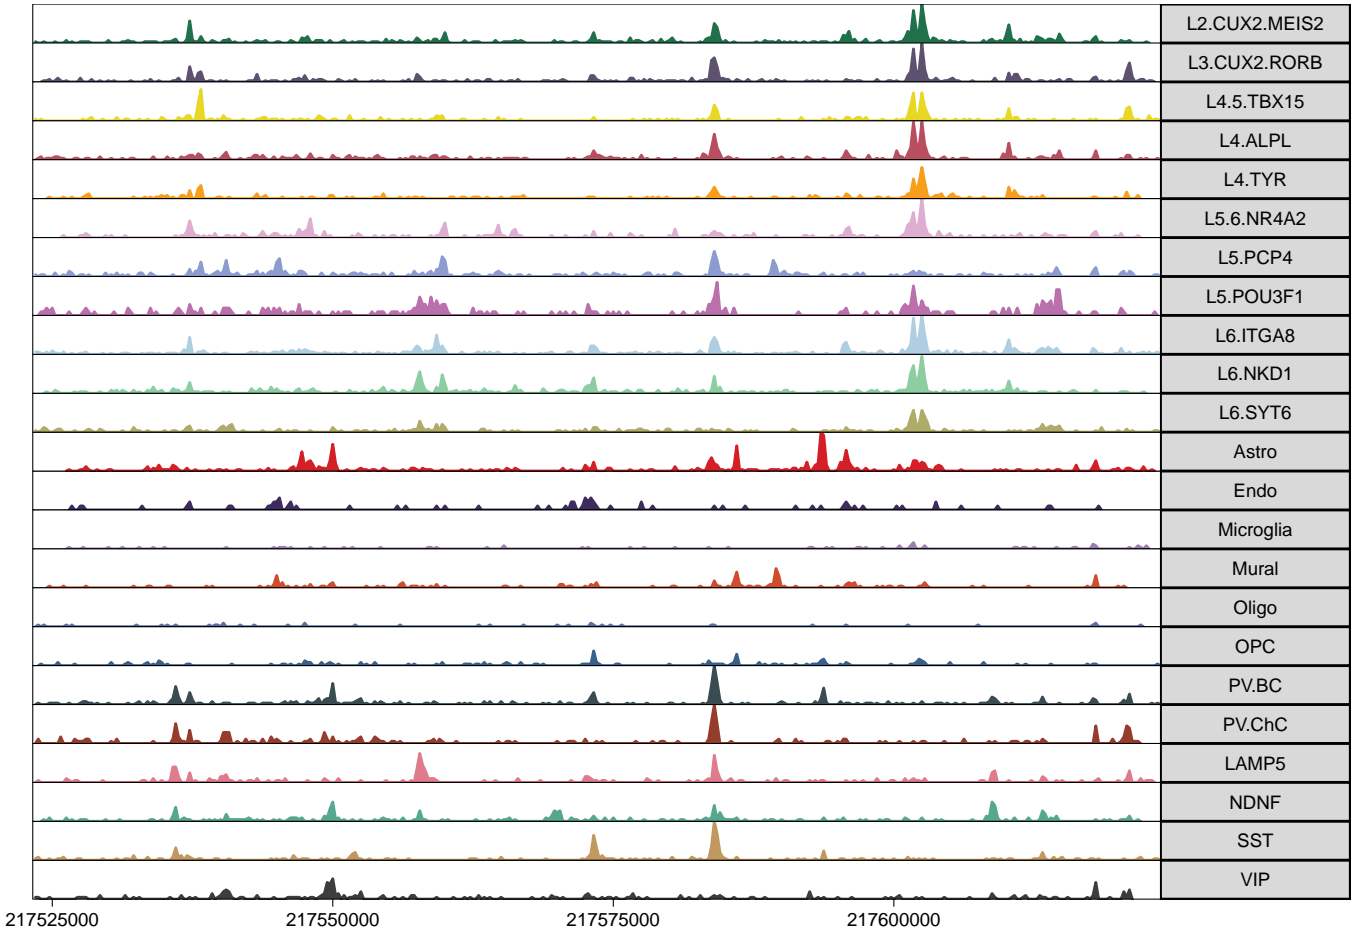 L2.CUX2.MEIS2
L3.CUX2.RORB
L4.5.TBX15
L4.ALPL
L4.TYR
L5.6.NR4A2
L5.PCP4
L5.POU3F1
L6.ITGA8
L6.NKD1
L6.SYT6
Astro
Endo
Microglia
Mural
Oligo
OPC
PV.BC
PV.ChC
LAMP5
NDNF
SST
VIP
217525000 217550000 217575000 217600000